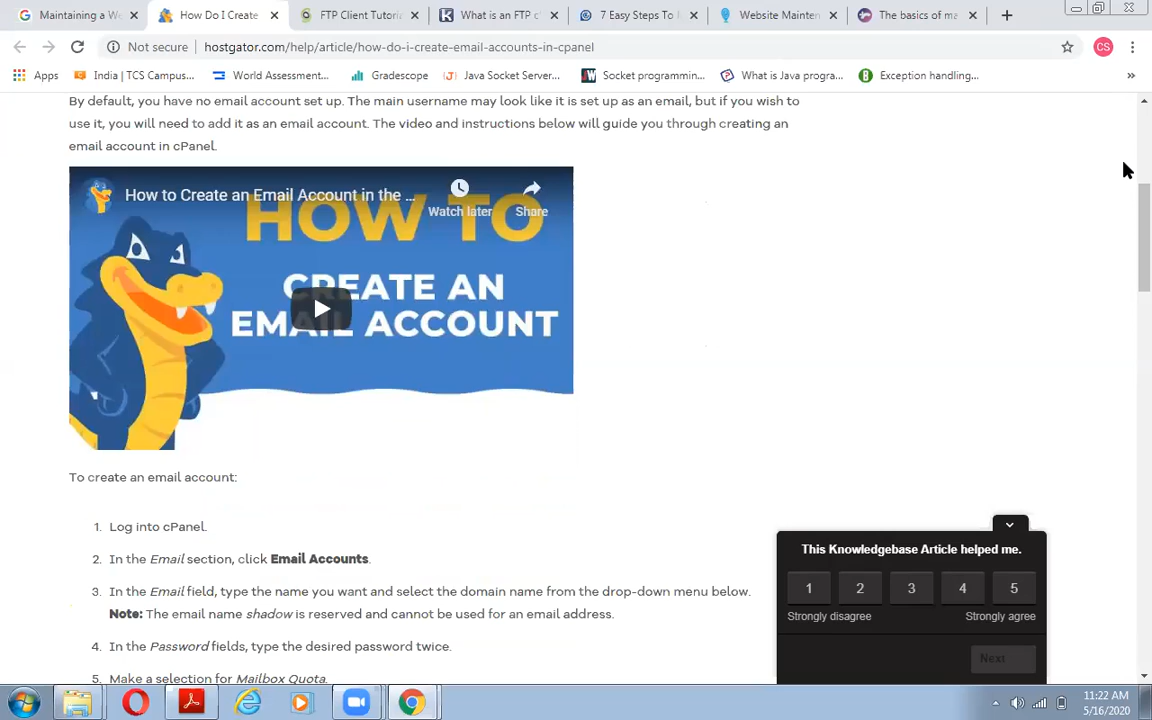 Maintaining a We
How Do I Create
FTP Client Tutoria
What is an FTP cl
7 Easy Steps To
Website Mainten
The basics of ma
Not secure
hostgator.com/help/article/how-do-i-create-email-accounts-in-cpanel
CS
Apps
India | TCS Campus...
World Assessment...
Gradescope
Java Socket Server...
Socket programmin...
What is Java progra...
Exception handling...
By default, you have no email account set up. The main username may look like it is set up as an email, but if you wish to
use it, you will need to add it as an email account. The video and instructions below will guide you through creating an
email account in cPanel.
How to Create an Email Account in the ...
Watch later
Share
HOW TO
CREATE AN
EMAIL ACCOUNT
To create an email account:
1. Log into cPanel.
2. In the Email section, click Email Accounts.
3. In the Email field, type the name you want and select the domain name from the drop-down menu below.
Note: The email name shadow is reserved and cannot be used for an email address.
4. In the Password fields, type the desired password twice.
5. Make a selection for Mailbox Quota.
This Knowledgebase Article helped me.
1 2 3 4 5
Strongly disagree Strongly agree
Next
11:22 AM
5/16/2020